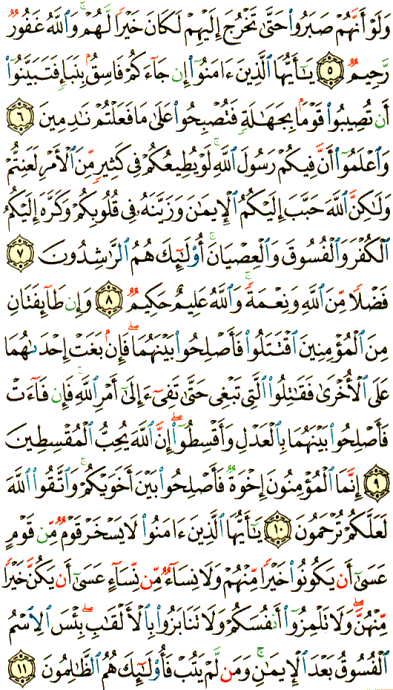 وَلَوْ أَنَّهُمْ صَبَرُوا۟ حَتَّىٰ تَخْرُجَ إِلَيْهِمْ لَكَانَ خَيْرًا لَّهُمْ ۚ وَٱللَّهُ غَفُورٌ
رَّحِيمٌ ٥ يَـٰٓأَيُّهَا ٱلَّذِينَ ءَامَنُوٓا۟ إِن جَآءَكُمْ فَاسِقٌۢ بِنَبَإٍ فَتَبَيَّنُوٓا۟
أَن تُصِيبُوا۟ قَوْمًۢا بِجَهَـٰلَةٍ فَتُصْبِحُوا۟ عَلَىٰ مَا فَعَلْتُمْ نَـٰدِمِينَ ٦
وَٱعْلَمُوٓا۟ أَنَّ فِيكُمْ رَسُولَ ٱللَّهِ ۚ لَوْ يُطِيعُكُمْ فِى كَثِيرٍ مِّنَ ٱلْأَمْرِ لَعَنِتُّمْ
وَلَـٰكِنَّ ٱللَّهَ حَبَّبَ إِلَيْكُمُ ٱلْإِيمَـٰنَ وَزَيَّنَهُۥ فِى قُلُوبِكُمْ وَكَرَّهَ إِلَيْكُمُ
ٱلْكُفْرَ وَٱلْفُسُوقَ وَٱلْعِصْيَانَ ۚ أُو۟لَـٰٓئِكَ هُمُ ٱلرَّٰشِدُونَ ٧
فَضْلًا مِّنَ ٱللَّهِ وَنِعْمَةً ۚ وَٱللَّهُ عَلِيمٌ حَكِيمٌ ٨ وَإِن طَآئِفَتَانِ
مِنَ ٱلْمُؤْمِنِينَ ٱقْتَتَلُوا۟ فَأَصْلِحُوا۟ بَيْنَهُمَا ۖ فَإِنۢ بَغَتْ إِحْدَىٰهُمَا
عَلَى ٱلْأُخْرَىٰ فَقَـٰتِلُوا۟ ٱلَّتِى تَبْغِى حَتَّىٰ تَفِىٓءَ إِلَىٰٓ أَمْرِ ٱللَّهِ ۚ فَإِن فَآءَتْ
فَأَصْلِحُوا۟ بَيْنَهُمَا بِٱلْعَدْلِ وَأَقْسِطُوٓا۟ ۖ إِنَّ ٱللَّهَ يُحِبُّ ٱلْمُقْسِطِينَ
٩ إِنَّمَا ٱلْمُؤْمِنُونَ إِخْوَةٌ فَأَصْلِحُوا۟ بَيْنَ أَخَوَيْكُمْ ۚ وَٱتَّقُوا۟ ٱللَّهَ
لَعَلَّكُمْ تُرْحَمُونَ ١٠ يَـٰٓأَيُّهَا ٱلَّذِينَ ءَامَنُوا۟ لَا يَسْخَرْ قَوْمٌ مِّن قَوْمٍ
عَسَىٰٓ أَن يَكُونُوا۟ خَيْرًا مِّنْهُمْ وَلَا نِسَآءٌ مِّن نِّسَآءٍ عَسَىٰٓ أَن يَكُنَّ خَيْرًا
مِّنْهُنَّ ۖ وَلَا تَلْمِزُوٓا۟ أَنفُسَكُمْ وَلَا تَنَابَزُوا۟ بِٱلْأَلْقَـٰبِ ۖ بِئْسَ ٱلِٱسْمُ
ٱلْفُسُوقُ بَعْدَ ٱلْإِيمَـٰنِ ۚ وَمَن لَّمْ يَتُبْ فَأُو۟لَـٰٓئِكَ هُمُ ٱلظَّـٰلِمُونَ ١١